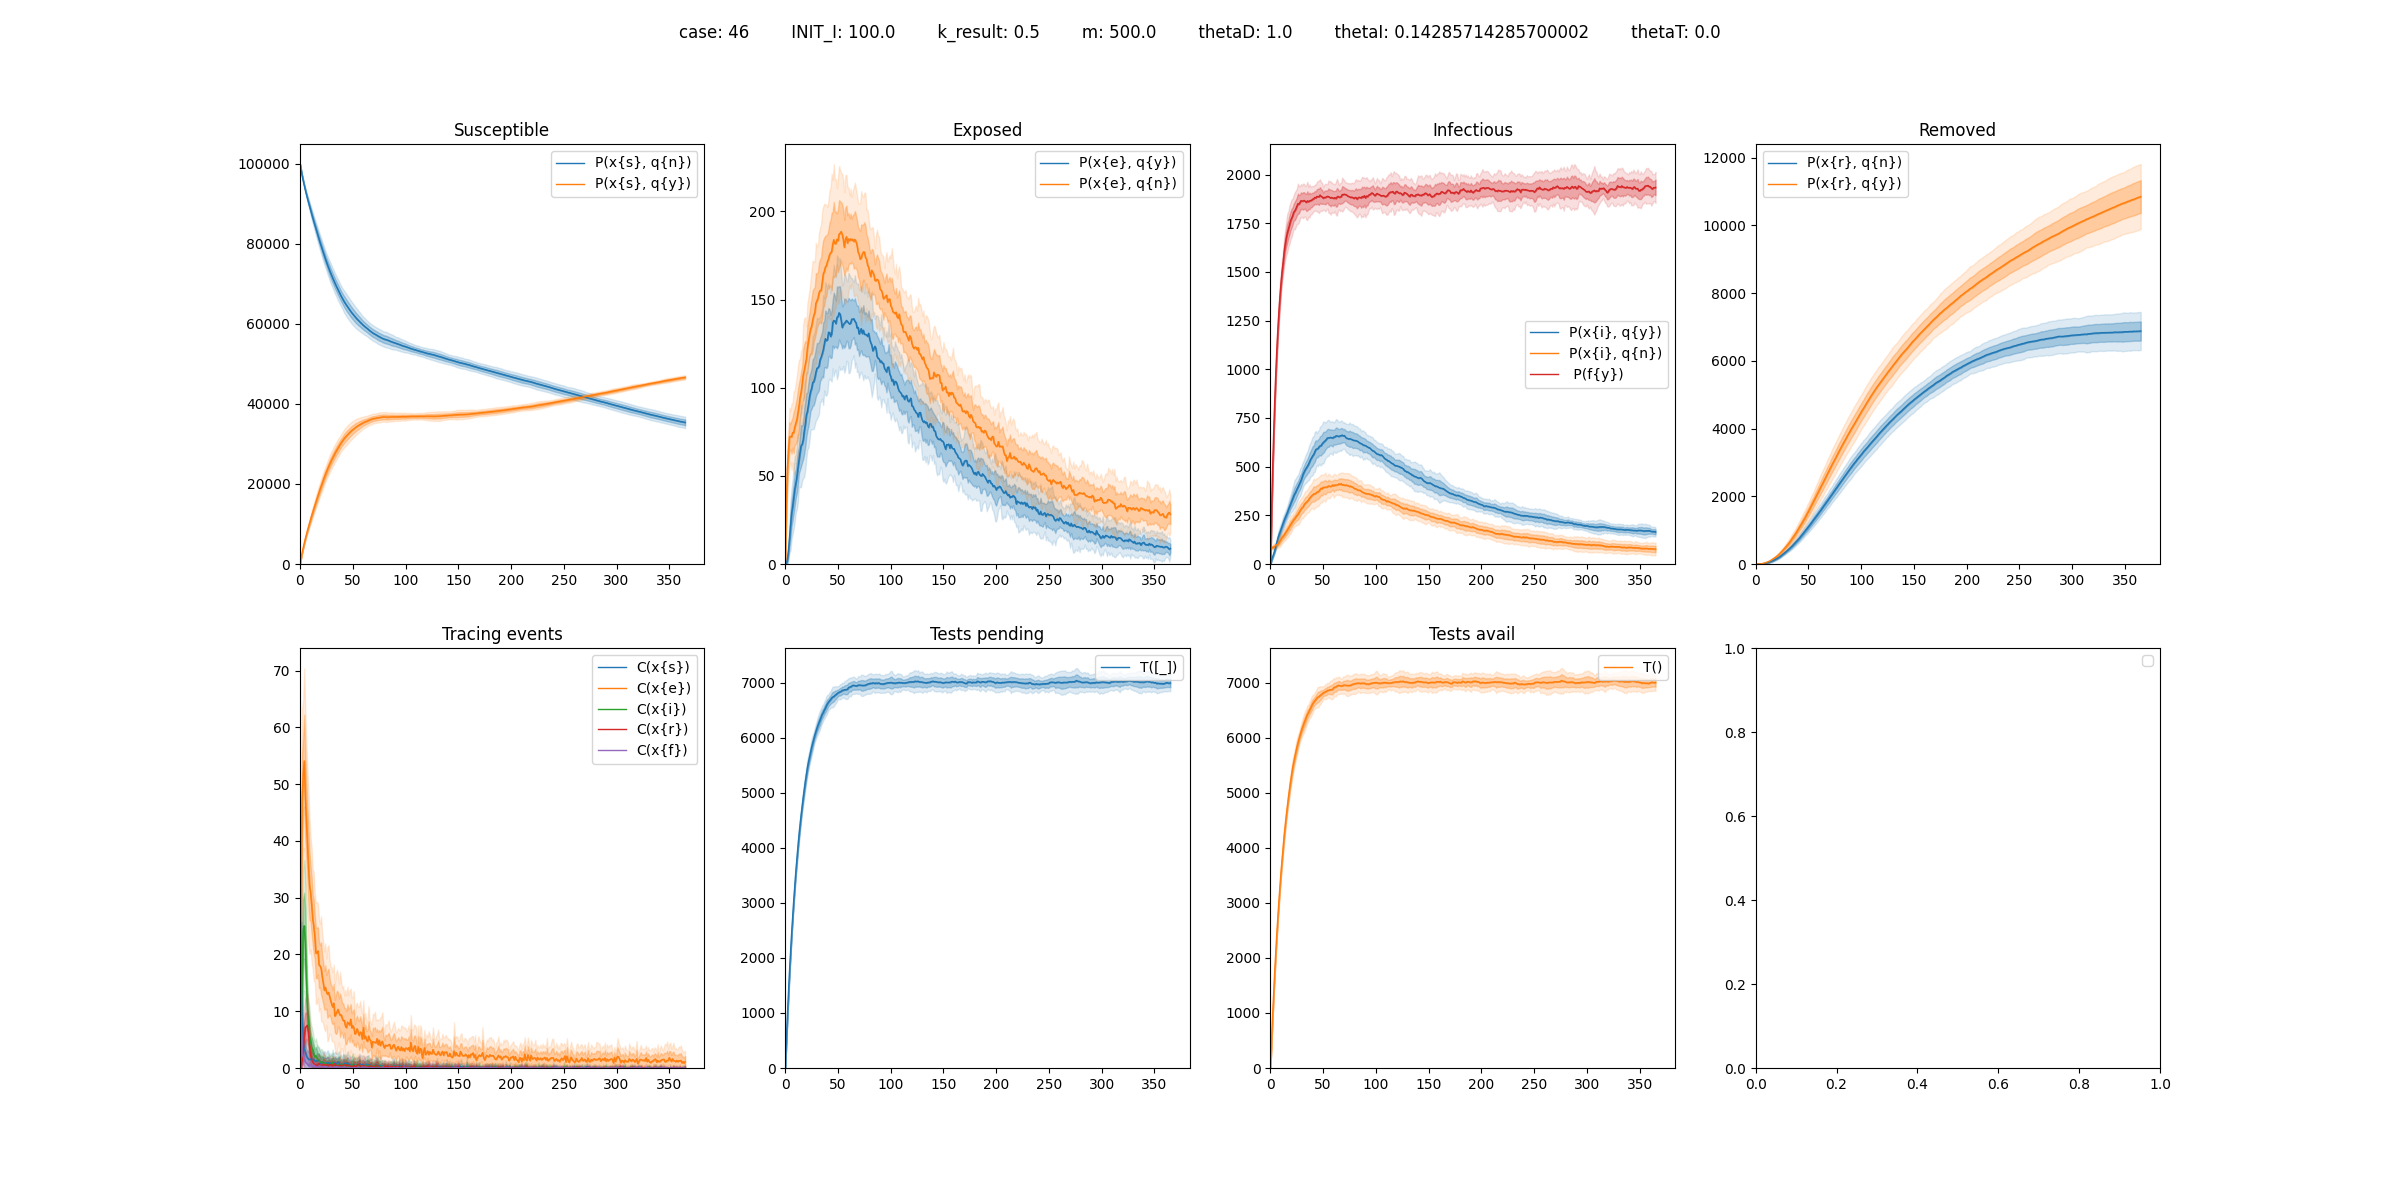 case: 46 INIT_I: 100.0 k_result: 0.5 m: 500.0 thetaD: 1.0 thetaI: 0.14285714285700002 thetaT: 0.0
Susceptible
100000
80000
60000
40000
20000
0
0 50 100 150 200 250 300 350
P(x{s}, q{n})
P(x{s}, q{y})
Exposed
200
150
100
50
0
0 50 100 150 200 250 300 350
P(x{e}, q{y})
P(x{e}, q{n})
Infectious
2000
1750
1500
1250
1000
750
500
250
0
0 50 100 150 200 250 300 350
P(x{i}, q{y})
P(x{i}, q{n})
P(f{y})
Removed
12000
10000
8000
6000
4000
2000
0
0 50 100 150 200 250 300 350
P(x{r}, q{n})
P(x{r}, q{y})
Tracing events
70
60
50
40
30
20
10
0
0 50 100 150 200 250 300 350
C(x{s})
C(x{e})
C(x{i})
C(x{r})
C(x{f})
Tests pending
7000
6000
5000
4000
3000
2000
1000
0
0 50 100 150 200 250 300 350
T([_])
Tests avail
7000
6000
5000
4000
3000
2000
1000
0
0 50 100 150 200 250 300 350
T()
1.0
0.8
0.6
0.4
0.2
0.0
0.0 0.2 0.4 0.6 0.8 1.0